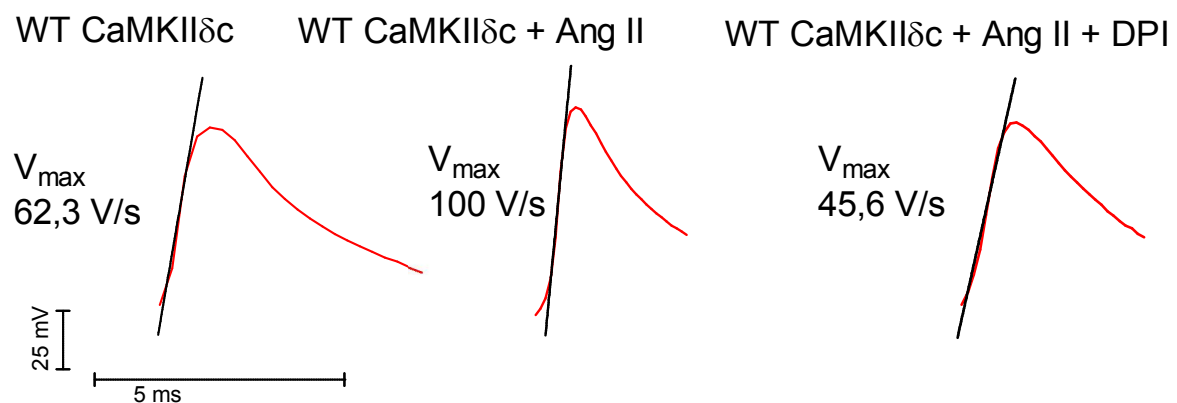 WT CaMKIIδc
WT CaMKIIδc + Ang II
WT CaMKIIδc + Ang II + DPI
Vmax
62,3 V/s
Vmax
100 V/s
Vmax
45,6 V/s
25 mV
5 ms